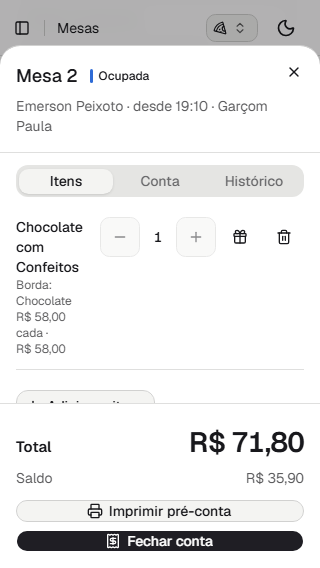 Mesas
Mesa 2 Ocupada
Emerson Peixoto · desde 19:10 · Garçom
Paula
Itens Conta Histórico
Chocolate
com
Confeitos
1
Borda:
Chocolate
R$ 58,00
cada ·
R$ 58,00
Total R$ 71,80
Saldo R$ 35,90
Imprimir pré-conta
Fechar conta